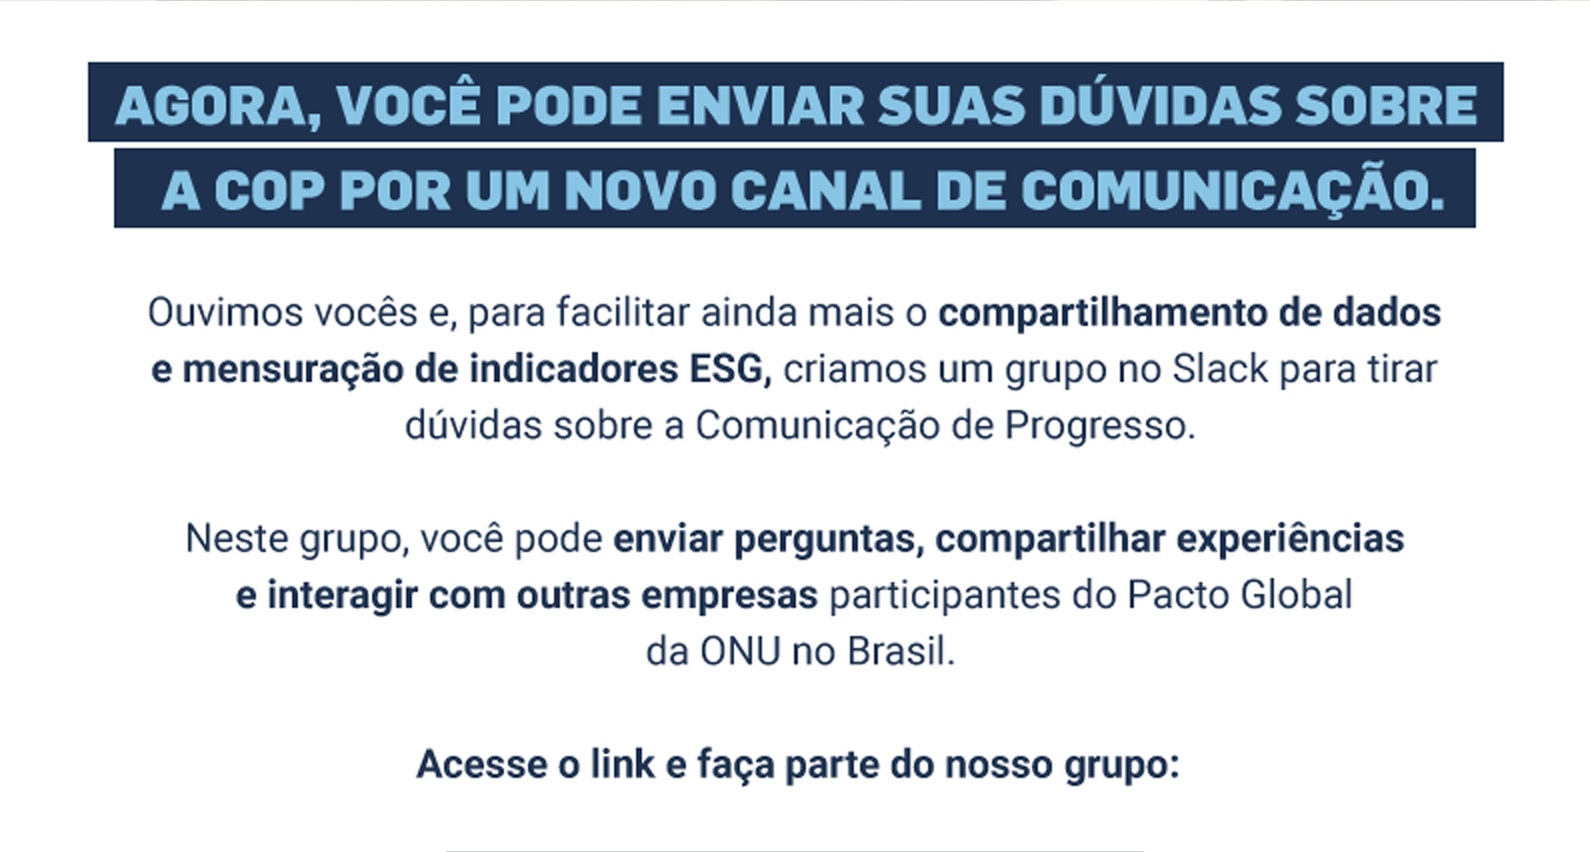 AGORA, VOCÊ PODE ENVIAR SUAS DÚVIDAS SOBRE
A COP POR UM NOVO CANAL DE COMUNICAÇÃO.
Ouvimos vocês e, para facilitar ainda mais o compartilhamento de dados
e mensuração de indicadores ESG, criamos um grupo no Slack para tirar
dúvidas sobre a Comunicação de Progresso.
Neste grupo, você pode enviar perguntas, compartilhar experiências
e interagir com outras empresas participantes do Pacto Global
da ONU no Brasil.
Acesse o link e faça parte do nosso grupo: